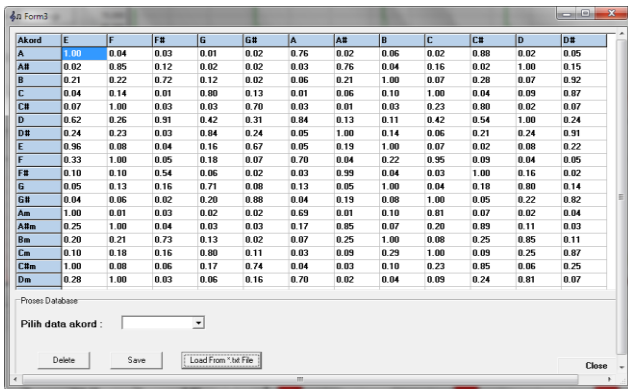 Form3
Akord E F F# G G# A A# B C C# D D#
A 1.00 0.04 0.03 0.01 0.02 0.76 0.02 0.06 0.02 0.88 0.02 0.05
A# 0.02 0.85 0.12 0.02 0.02 0.03 0.76 0.04 0.16 0.02 1.00 0.15
B 0.21 0.22 0.72 0.12 0.02 0.06 0.21 1.00 0.07 0.28 0.07 0.92
C 0.04 0.14 0.01 0.80 0.13 0.01 0.06 0.10 1.00 0.04 0.09 0.87
C# 0.07 1.00 0.03 0.03 0.70 0.03 0.01 0.03 0.23 0.80 0.02 0.07
D 0.62 0.26 0.91 0.42 0.31 0.84 0.13 0.11 0.42 0.54 1.00 0.24
D# 0.24 0.23 0.03 0.84 0.24 0.05 1.00 0.14 0.06 0.21 0.24 0.91
E 0.96 0.08 0.04 0.16 0.67 0.05 0.19 1.00 0.07 0.02 0.08 0.22
F 0.33 1.00 0.05 0.18 0.07 0.70 0.04 0.22 0.95 0.09 0.04 0.05
F# 0.10 0.10 0.54 0.06 0.02 0.03 0.99 0.04 0.03 1.00 0.16 0.02
G 0.05 0.13 0.16 0.71 0.08 0.13 0.05 1.00 0.04 0.18 0.80 0.14
G# 0.04 0.06 0.02 0.20 0.88 0.04 0.19 0.08 1.00 0.05 0.22 0.82
Am 1.00 0.01 0.03 0.02 0.02 0.69 0.01 0.10 0.81 0.07 0.02 0.04
A#m 0.25 1.00 0.04 0.03 0.03 0.17 0.85 0.07 0.20 0.89 0.11 0.03
Bm 0.20 0.21 0.73 0.13 0.02 0.07 0.25 1.00 0.08 0.25 0.85 0.11
Cm 0.10 0.18 0.16 0.80 0.11 0.03 0.09 0.29 1.00 0.09 0.25 0.87
C#m 1.00 0.08 0.06 0.17 0.74 0.04 0.03 0.10 0.23 0.85 0.06 0.25
Dm 0.28 1.00 0.03 0.06 0.16 0.70 0.02 0.04 0.09 0.24 0.81 0.07
Proses Database
Pilih data akord :
Delete Save Load From *.txt File
Close